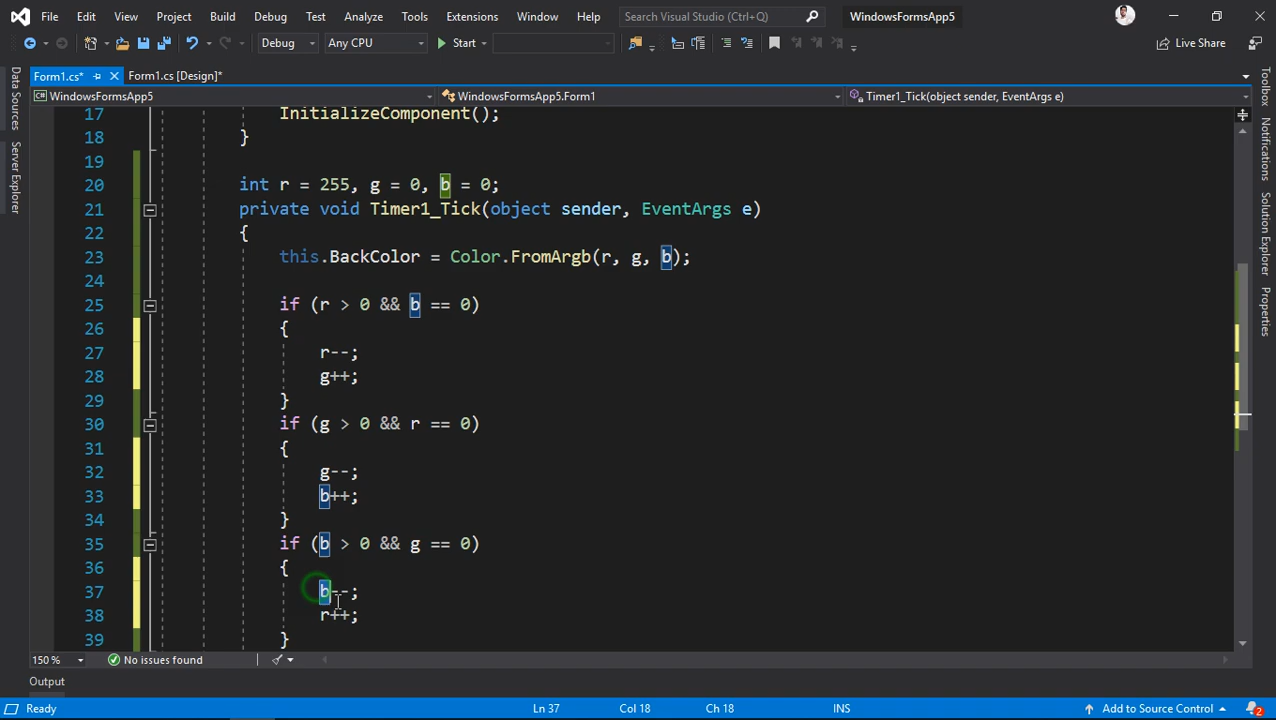 File Edit View Project Build Debug Test Analyze Tools Extensions Window Help Search Visual Studio (Ctrl+Q) WindowsFormsApp5
Debug Any CPU Start Live Share
Form1.cs* Form1.cs [Design]*
WindowsFormsApp5 WindowsFormsApp5.Form1 Timer1_Tick(object sender, EventArgs e)
Data Sources
Server Explorer
Toolbox
Notifications
Solution Explorer
Properties
17 InitializeComponent();
18 }
19
20 int r = 255, g = 0, b = 0;
21 private void Timer1_Tick(object sender, EventArgs e)
22 {
23 this.BackColor = Color.FromArgb(r, g, b);
24
25 if (r > 0 && b == 0)
26 {
27 r--;
28 g++;
29 }
30 if (g > 0 && r == 0)
31 {
32 g--;
33 b++;
34 }
35 if (b > 0 && g == 0)
36 {
37 b--;
38 r++;
39 }
150 % No issues found
Output
Ready Ln 37 Col 18 Ch 18 INS Add to Source Control 2